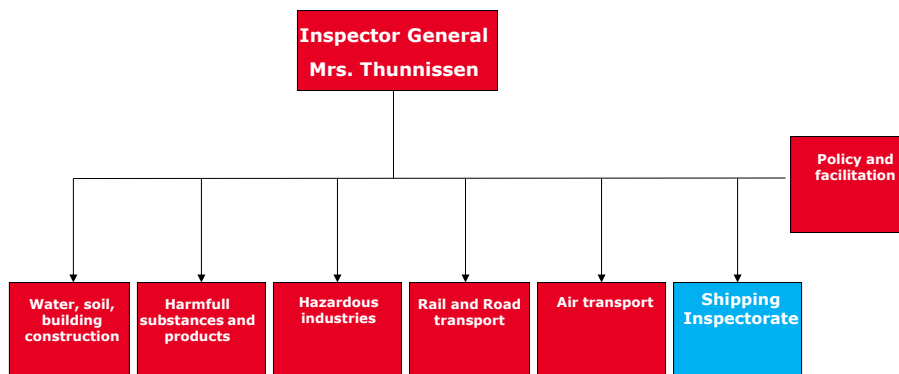 Inspector General
Mrs. Thunnissen
Policy and
facilitation
Water, soil,
building
construction
Harmfull
substances and
products
Hazardous
industries
Rail and Road
transport
Air transport
Shipping
Inspectorate